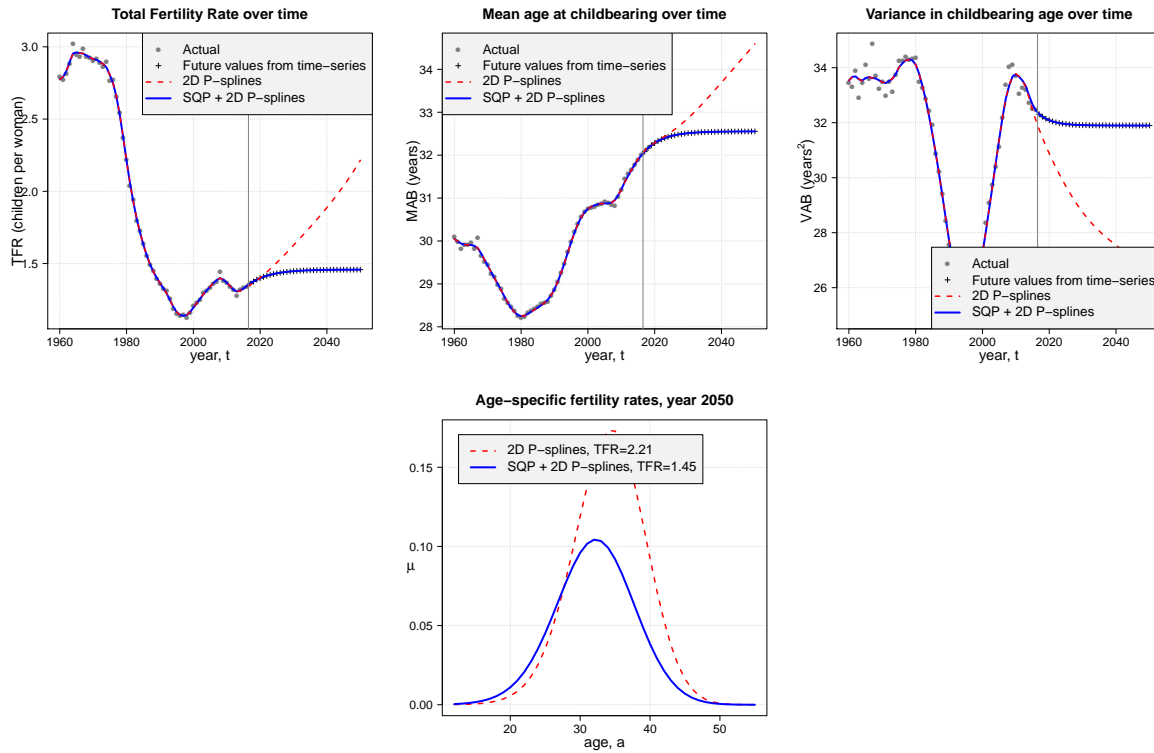 Total Fertility Rate over time
Actual
Future values from time−series
2D P−splines
SQP + 2D P−splines
TFR (children per woman)
3.0
2.5
2.0
1.5
1960 1980 2000 2020 2040
year, t
Mean age at childbearing over time
Actual
Future values from time−series
2D P−splines
SQP + 2D P−splines
MAB (years)
34
33
32
31
30
29
28
1960 1980 2000 2020 2040
year, t
Variance in childbearing age over time
Actual
Future values from time−series
2D P−splines
SQP + 2D P−splines
VAB (years²)
34
32
30
28
26
1960 1980 2000 2020 2040
year, t
Age−specific fertility rates, year 2050
2D P−splines, TFR=2.21
SQP + 2D P−splines, TFR=1.45
μ
0.15
0.10
0.05
0.00
20 30 40 50
age, a